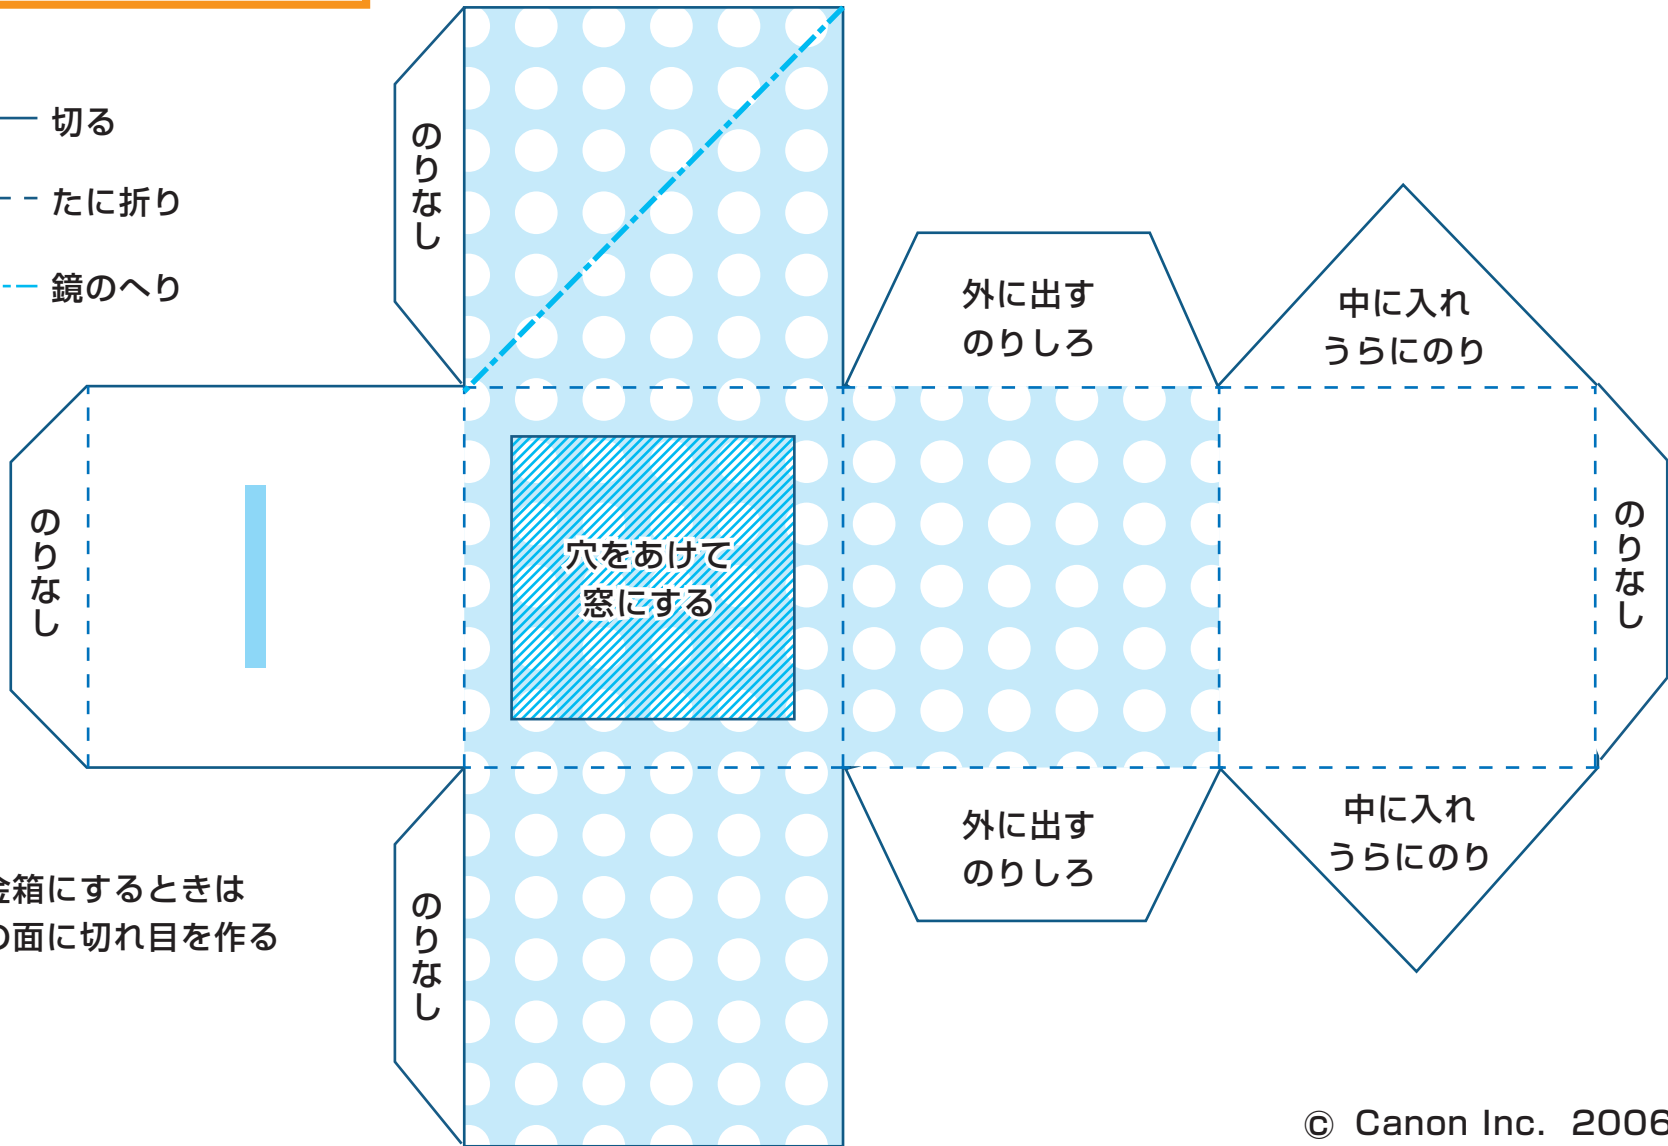 切る
たに折り
鏡のへり
のりなし
外に出す
のりしろ
中に入れ
うらにのり
のりなし
穴をあけて
窓にする
のりなし
金箱にするときは
の面に切れ目を作る
のりなし
外に出す
のりしろ
中に入れ
うらにのり
© Canon Inc. 2006